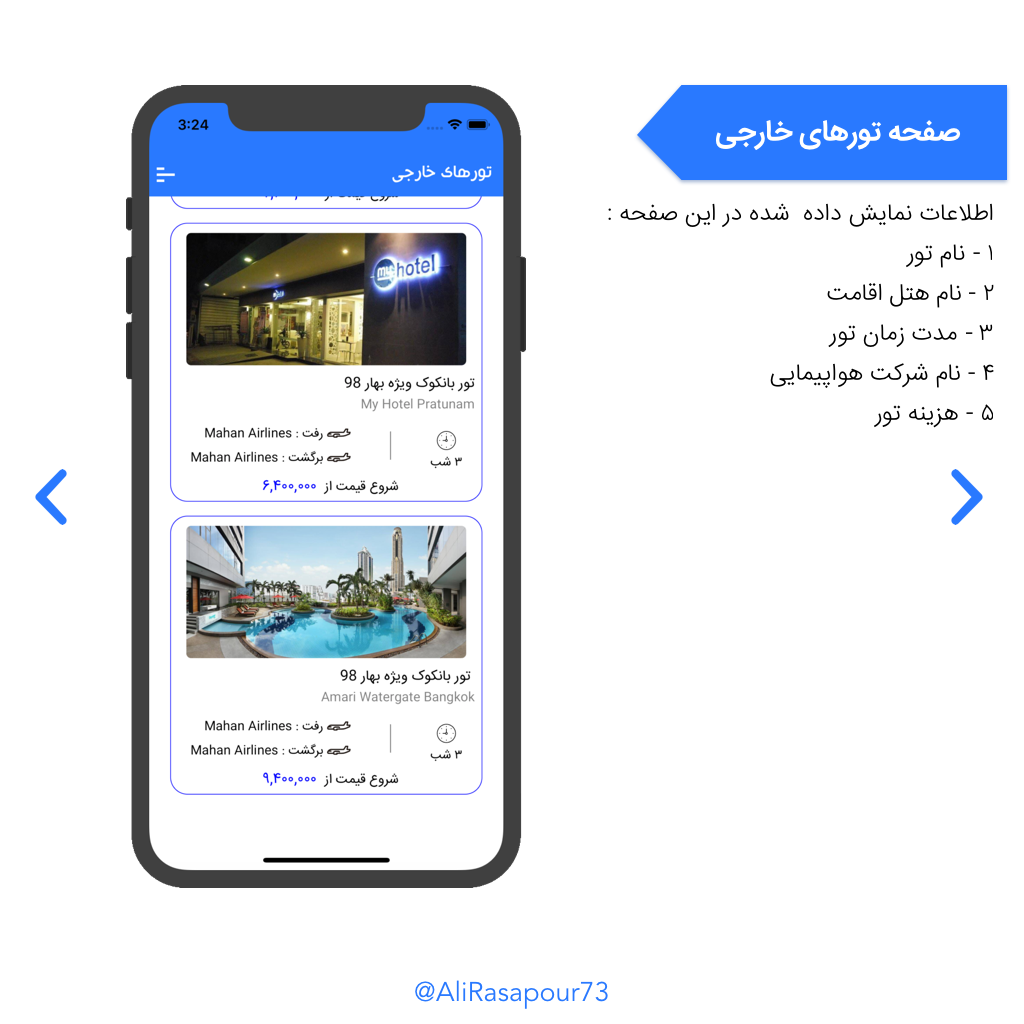 صفحه تورهای خارجی
اطلاعات نمایش داده شده در این صفحه :
۱ - نام تور
۲ - نام هتل اقامت
۳ - مدت زمان تور
۴ - نام شرکت هواپیمایی
۵ - هزینه تور
3:24
تورهای خارجی
شروع قیمت از
my hotel
تور بانکوک ویژه بهار 98
My Hotel Pratunam
رفت : Mahan Airlines
برگشت : Mahan Airlines
۳ شب
شروع قیمت از ۶,۴۰۰,۰۰۰
تور بانکوک ویژه بهار 98
Amari Watergate Bangkok
رفت : Mahan Airlines
برگشت : Mahan Airlines
۳ شب
شروع قیمت از ۹,۴۰۰,۰۰۰
@AliRasapour73